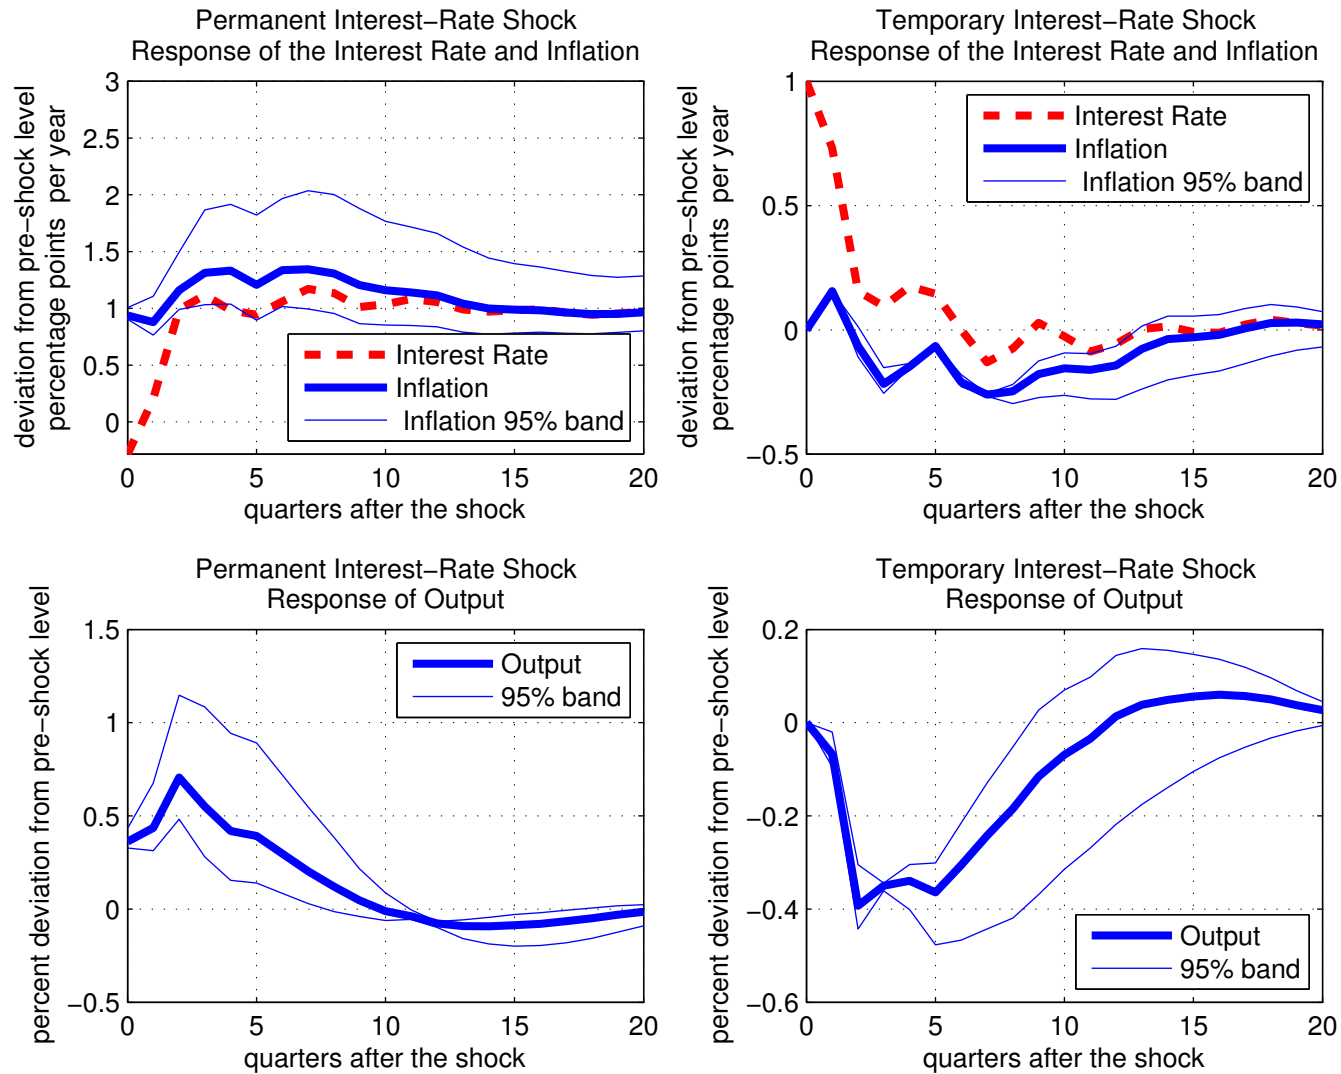 Permanent Interest−Rate Shock
Response of the Interest Rate and Inflation
deviation from pre−shock level
percentage points per year
3
2.5
2
1.5
1
0.5
0
Interest Rate
Inflation
Inflation 95% band
0 5 10 15 20
quarters after the shock
Temporary Interest−Rate Shock
Response of the Interest Rate and Inflation
deviation from pre−shock level
percentage points per year
1
0.5
0
−0.5
Interest Rate
Inflation
Inflation 95% band
0 5 10 15 20
quarters after the shock
Permanent Interest−Rate Shock
Response of Output
percent deviation from pre−shock level
1.5
1
0.5
0
−0.5
Output
95% band
0 5 10 15 20
quarters after the shock
Temporary Interest−Rate Shock
Response of Output
percent deviation from pre−shock level
0.2
0
−0.2
−0.4
−0.6
Output
95% band
0 5 10 15 20
quarters after the shock